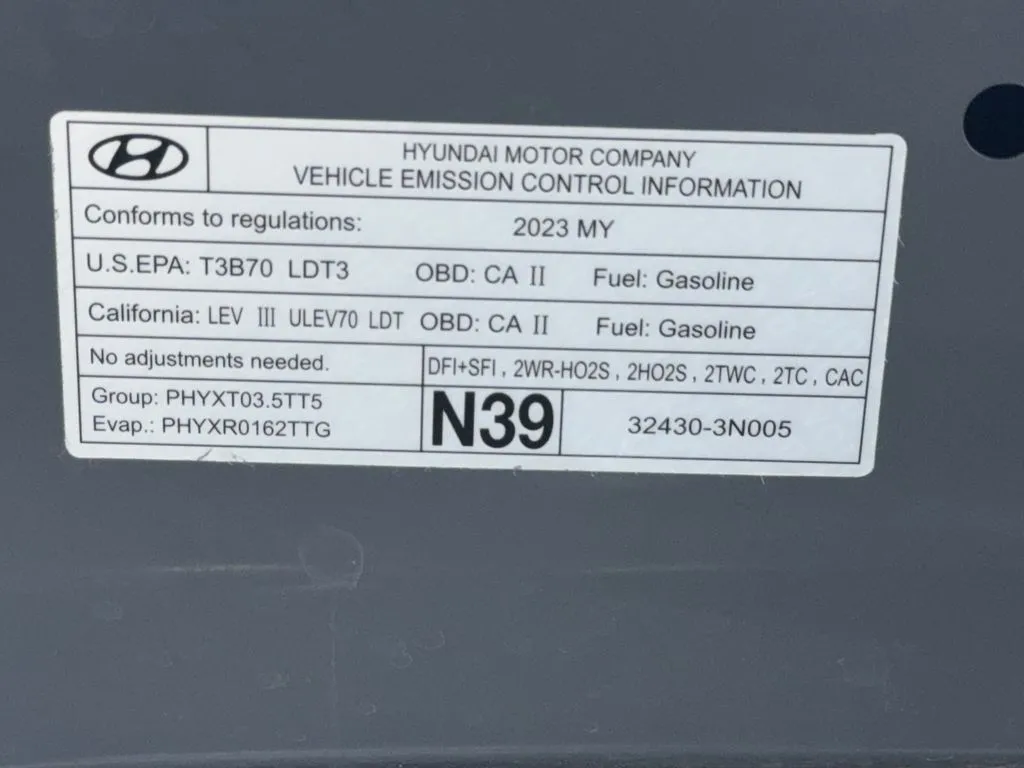 HYUNDAI MOTOR COMPANY
VEHICLE EMISSION CONTROL INFORMATION
Conforms to regulations: 2023 MY
U.S.EPA: T3B70 LDT3 OBD: CA II Fuel: Gasoline
California: LEV III ULEV70 LDT OBD: CA II Fuel: Gasoline
No adjustments needed.
DFI+SFI , 2WR-HO2S , 2HO2S , 2TWC , 2TC , CAC
Group: PHYXT03.5TT5
Evap.: PHYXR0162TTG
N39
32430-3N005